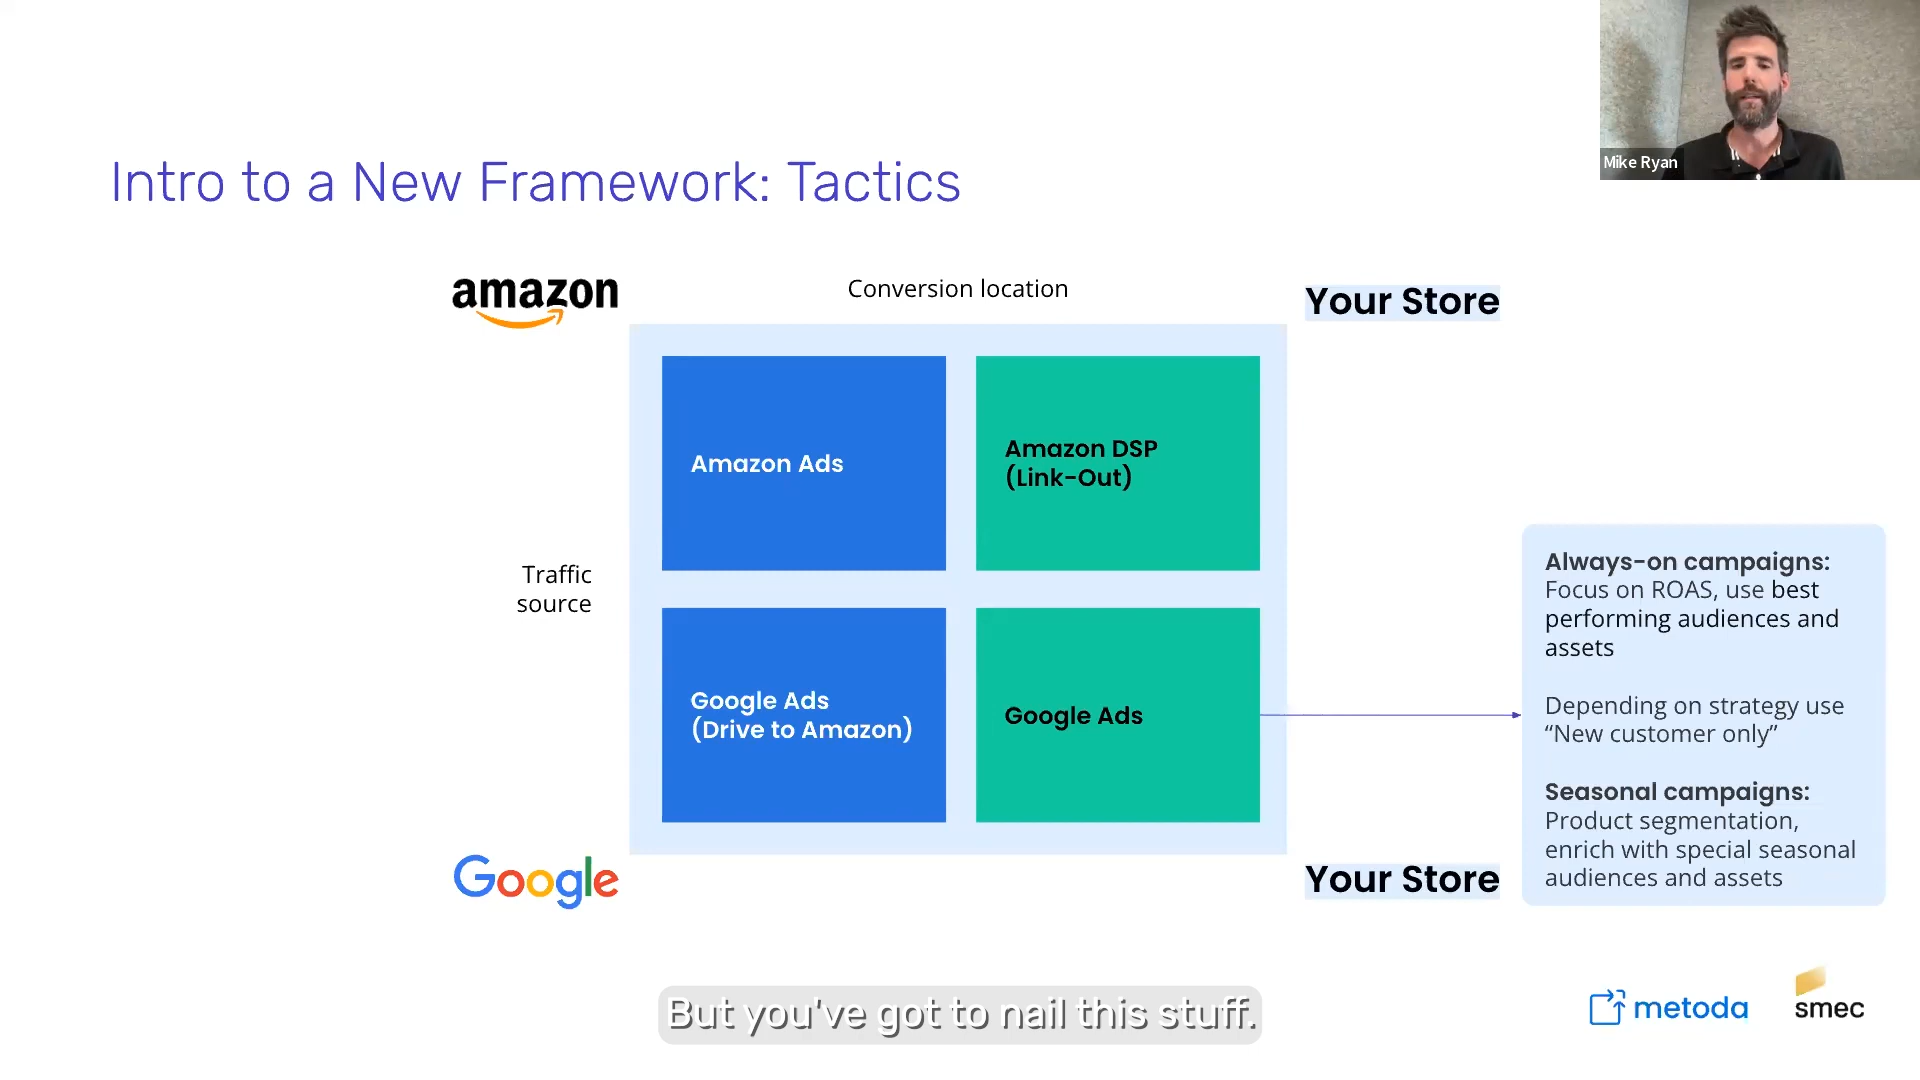 Mike Ryan
Intro to a New Framework: Tactics
amazon
Conversion location
Your Store
Amazon Ads
Amazon DSP
(Link-Out)
Traffic
source
Google Ads
(Drive to Amazon)
Google Ads
Always-on campaigns:
Focus on ROAS, use best
performing audiences and
assets
Depending on strategy use
“New customer only”
Seasonal campaigns:
Product segmentation,
enrich with special seasonal
audiences and assets
Google
Your Store
But you've got to nail this stuff.
metoda
smec